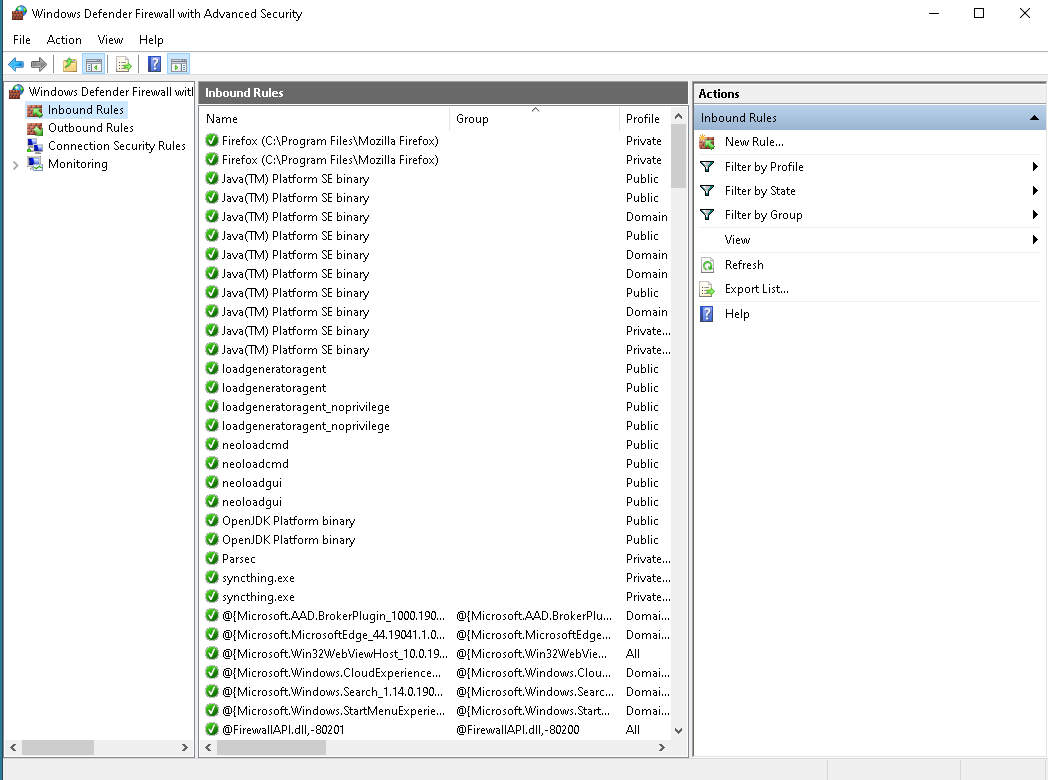 Windows Defender Firewall with Advanced Security
File Action View Help
Windows Defender Firewall with
Inbound Rules
Outbound Rules
Connection Security Rules
Monitoring
Inbound Rules
Name Group Profile
Firefox (C:\Program Files\Mozilla Firefox) Private
Firefox (C:\Program Files\Mozilla Firefox) Private
Java(TM) Platform SE binary Public
Java(TM) Platform SE binary Public
Java(TM) Platform SE binary Domain
Java(TM) Platform SE binary Public
Java(TM) Platform SE binary Domain
Java(TM) Platform SE binary Domain
Java(TM) Platform SE binary Public
Java(TM) Platform SE binary Domain
Java(TM) Platform SE binary Private...
Java(TM) Platform SE binary Private...
loadgeneratoragent Public
loadgeneratoragent Public
loadgeneratoragent_noprivilege Public
loadgeneratoragent_noprivilege Public
neoloadcmd Public
neoloadcmd Public
neoloadgui Public
neoloadgui Public
OpenJDK Platform binary Public
OpenJDK Platform binary Public
Parsec Private...
syncthing.exe Private...
syncthing.exe Private...
@{Microsoft.AAD.BrokerPlugin_1000.190... @{Microsoft.AAD.BrokerPlu... Domai...
@{Microsoft.MicrosoftEdge_44.19041.1.0... @{Microsoft.MicrosoftEdge... Domai...
@{Microsoft.Win32WebViewHost_10.0.19... @{Microsoft.Win32WebVie... All
@{Microsoft.Windows.CloudExperience... @{Microsoft.Windows.Clou... Domai...
@{Microsoft.Windows.Search_1.14.0.190... @{Microsoft.Windows.Searc... Domai...
@{Microsoft.Windows.StartMenuExperie... @{Microsoft.Windows.Start... Domai...
@FirewallAPI.dll,-80201 @FirewallAPI.dll,-80200 All
Actions
Inbound Rules
New Rule...
Filter by Profile
Filter by State
Filter by Group
View
Refresh
Export List...
Help